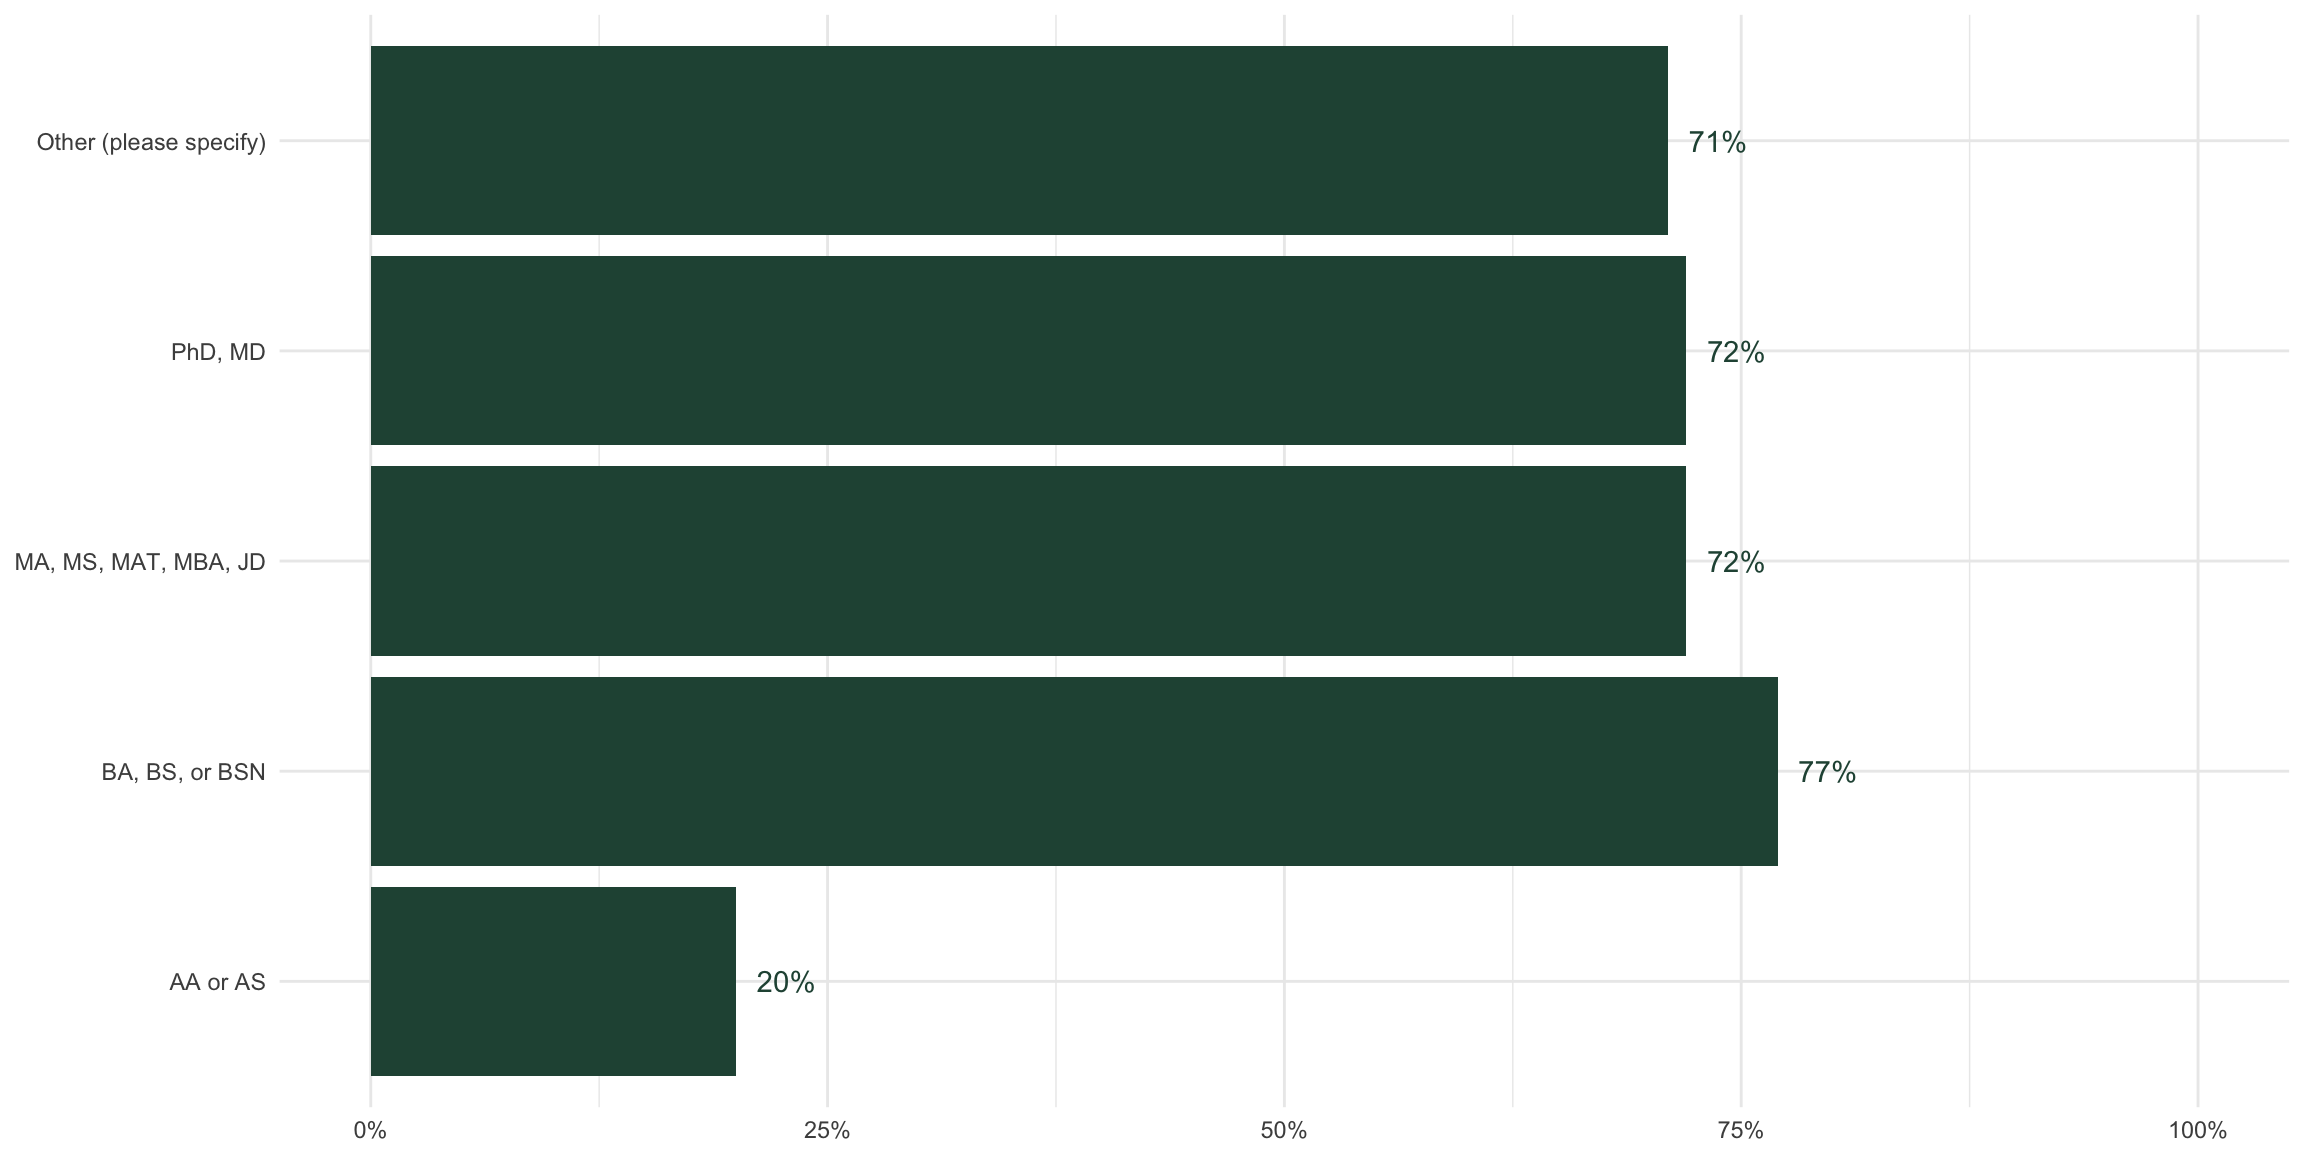 Other (please specify)
71%
PhD, MD
72%
MA, MS, MAT, MBA, JD
72%
BA, BS, or BSN
77%
AA or AS
20%
0%
25%
50%
75%
100%